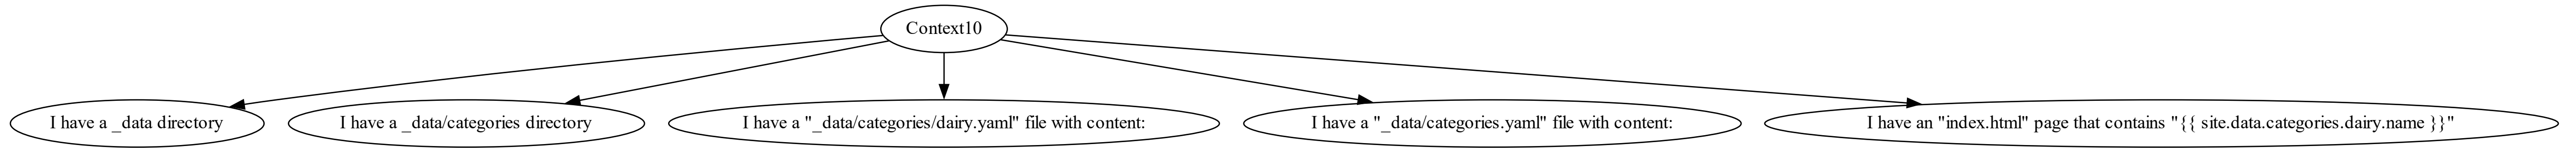 Context10
I have a _data directory
I have a _data/categories directory
I have a "_data/categories/dairy.yaml" file with content:
I have a "_data/categories.yaml" file with content:
I have an "index.html" page that contains "{{ site.data.categories.dairy.name }}"